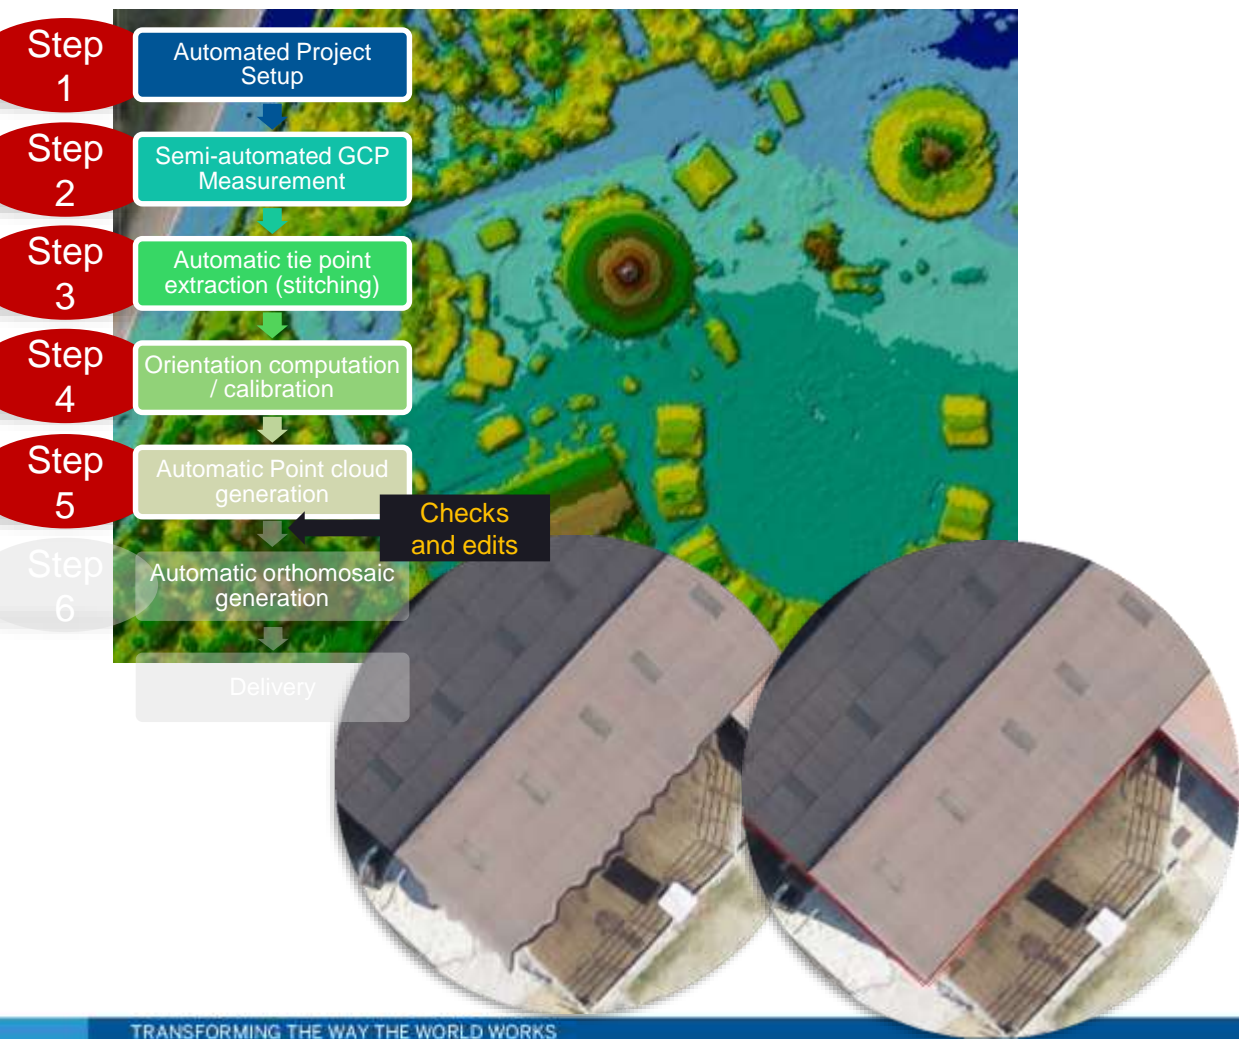 Step
1
Automated Project
Setup
Step
2
Semi-automated GCP
Measurement
Step
3
Automatic tie point
extraction (stitching)
Step
4
Orientation computation
/ calibration
Step
5
Automatic Point cloud
generation
Checks
and edits
Step
6
Automatic orthomosaic
generation
Delivery
TRANSFORMING THE WAY THE WORLD WORKS